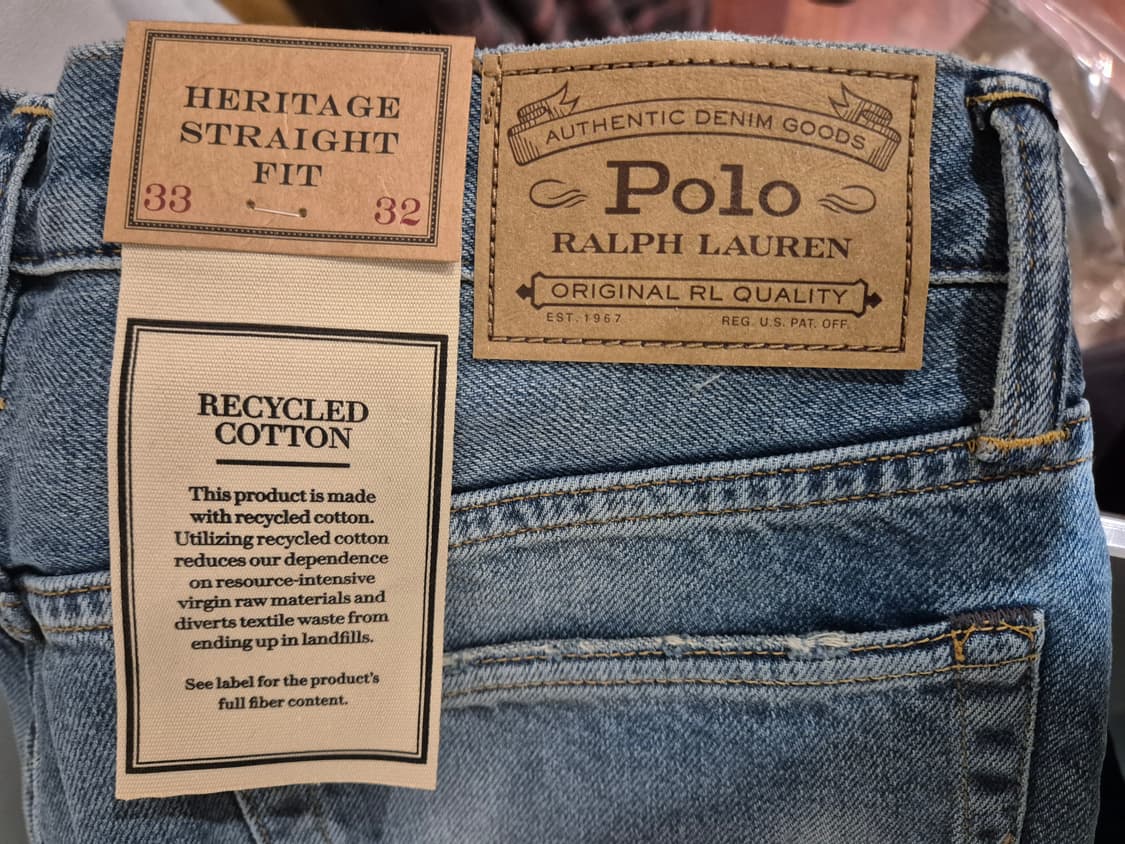 HERITAGE
STRAIGHT
FIT
33 32
RECYCLED
COTTON
This product is made
with recycled cotton.
Utilizing recycled cotton
reduces our dependence
on resource-intensive
virgin raw materials and
diverts textile waste from
ending up in landfills.
See label for the product's
full fiber content.
AUTHENTIC DENIM GOODS
Polo
RALPH LAUREN
ORIGINAL RL QUALITY
EST. 1967 REG. U.S. PAT. OFF.